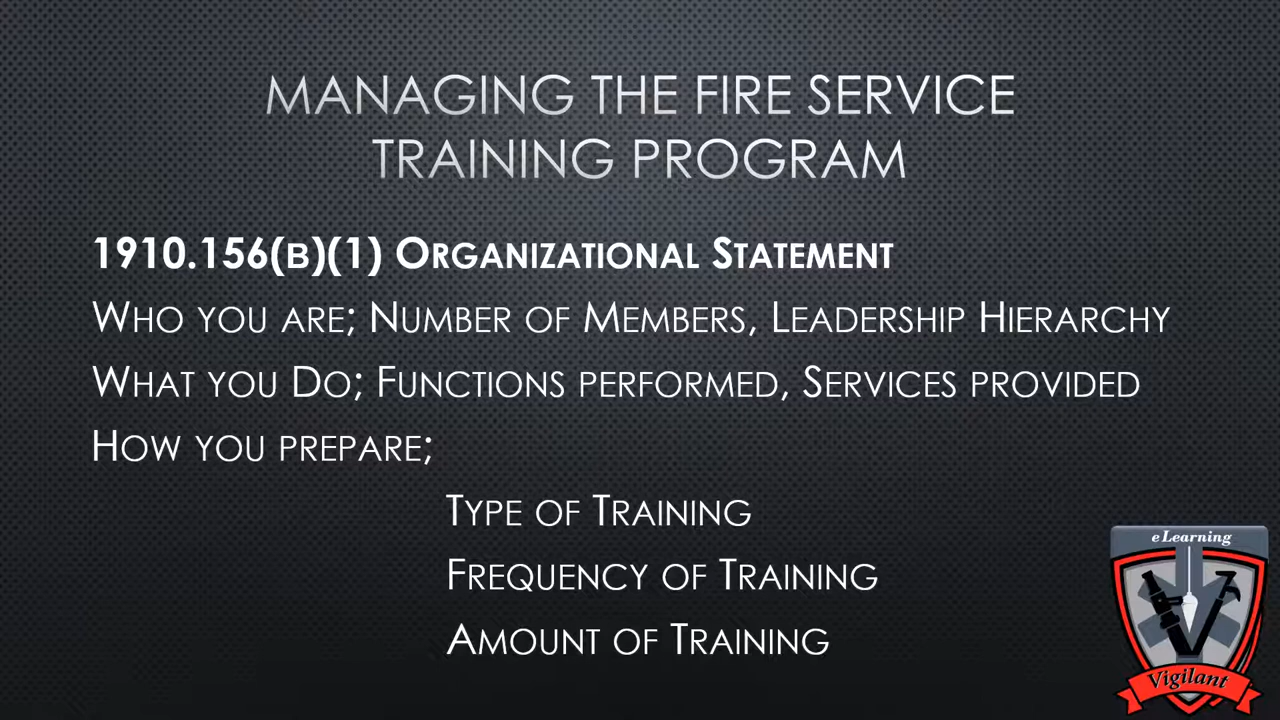 MANAGING THE FIRE SERVICE
TRAINING PROGRAM
1910.156(B)(1) ORGANIZATIONAL STATEMENT
WHO YOU ARE; NUMBER OF MEMBERS, LEADERSHIP HIERARCHY
WHAT YOU DO; FUNCTIONS PERFORMED, SERVICES PROVIDED
HOW YOU PREPARE;
TYPE OF TRAINING
FREQUENCY OF TRAINING
AMOUNT OF TRAINING
e Learning
V
Vigilant